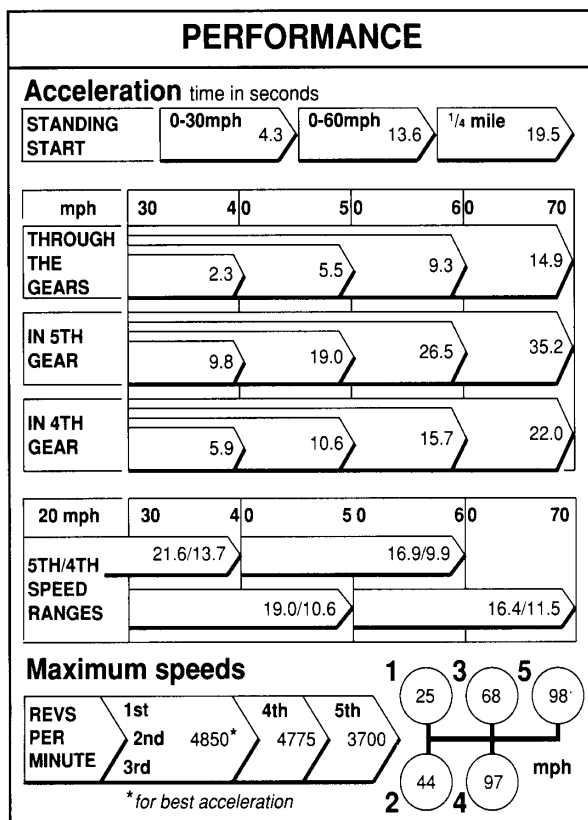 PERFORMANCE
Acceleration time in seconds
STANDING START 0-30mph 4.3 0-60mph 13.6 1/4 mile 19.5
mph 30 40 50 60 70
THROUGH THE GEARS 2.3 5.5 9.3 14.9
IN 5TH GEAR 9.8 19.0 26.5 35.2
IN 4TH GEAR 5.9 10.6 15.7 22.0
20 mph 30 40 50 60 70
5TH/4TH SPEED RANGES
21.6/13.7 16.9/9.9
19.0/10.6 16.4/11.5
Maximum speeds
REVS PER MINUTE
1st
2nd 4850* 4th 4775 5th 3700
3rd
*for best acceleration
1 3 5
25 68 98
mph
44 97
2 4